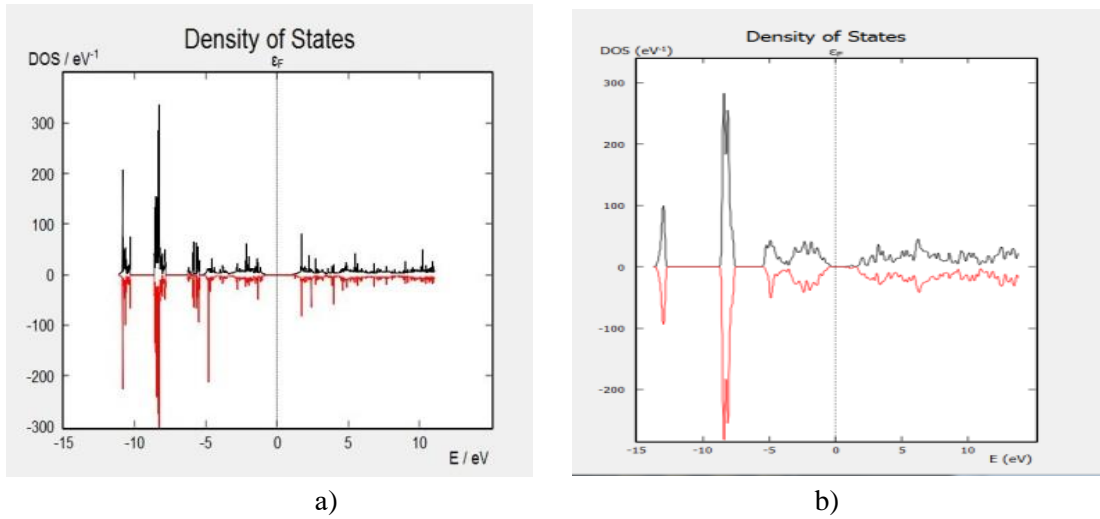 Density of States
DOS / eV-1
εF
300
200
100
0
-100
-200
-300
-15
-10
-5
0
5
10
E / eV
a)
Density of States
DOS (eV-1)
εF
300
200
100
0
-100
-200
-15
-10
-5
0
5
10
E (eV)
b)